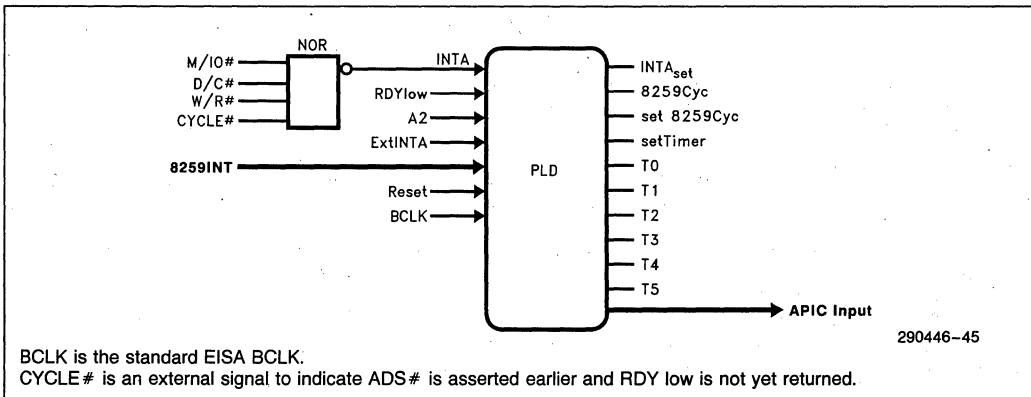 NOR
M/IO#
D/C#
W/R#
CYCLE#
INTA
RDYlow
A2
ExtINTA
8259INT
Reset
BCLK
PLD
INTAset
8259Cyc
set 8259Cyc
setTimer
T0
T1
T2
T3
T4
T5
APIC Input
290446-45
BCLK is the standard EISA BCLK.
CYCLE# is an external signal to indicate ADS# is asserted earlier and RDY low is not yet returned.